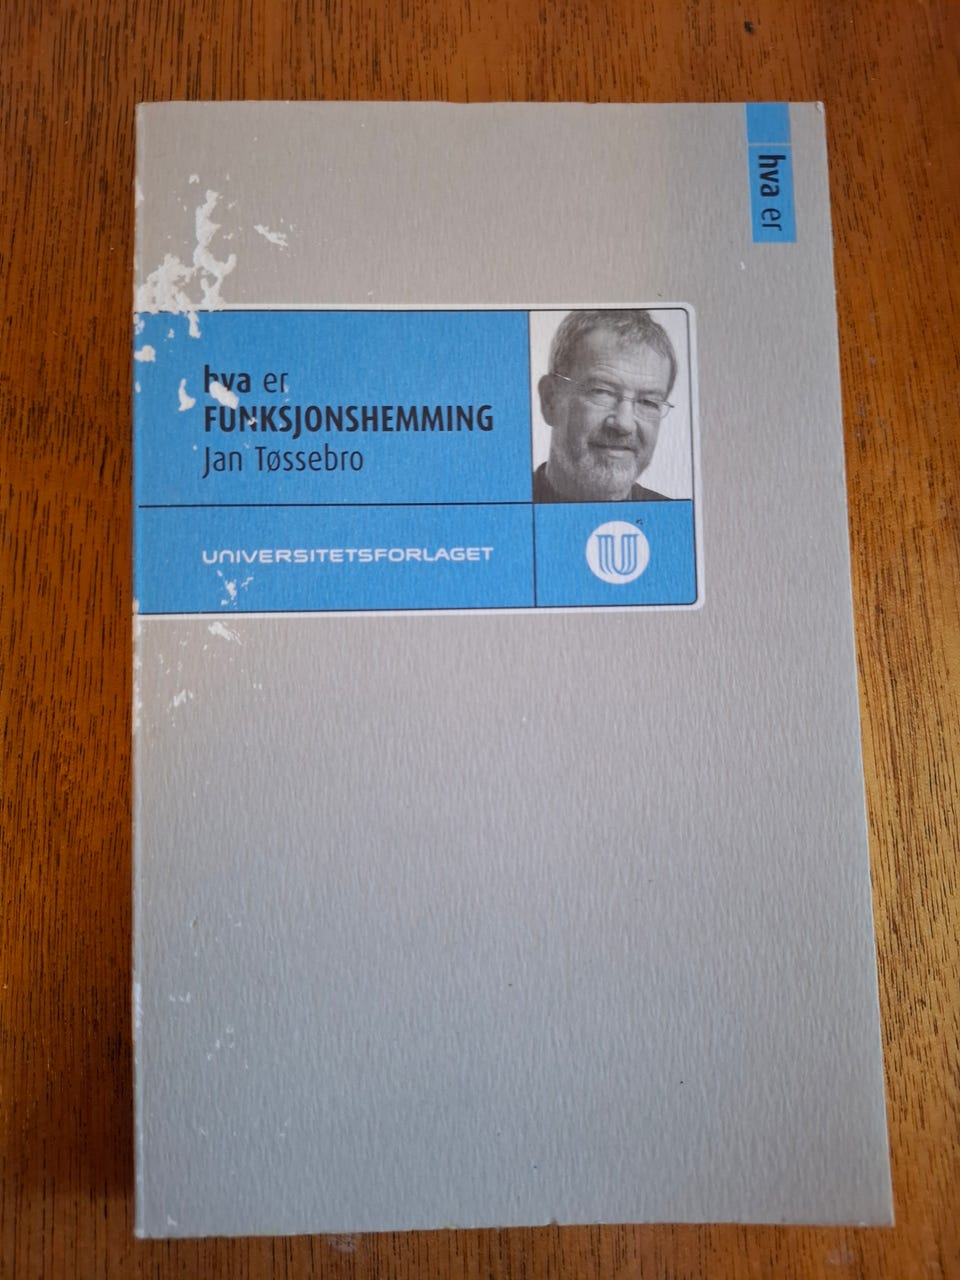 hva er
hva er
FUNKSJONSHEMMING
Jan Tøssebro
UNIVERSITETSFORLAGET
U